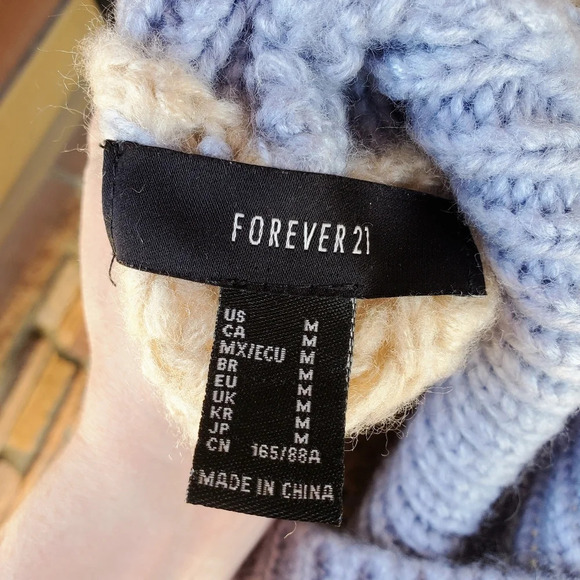 FOREVER 21
US M
CA M
MX/ECU M
BR M
EU M
UK M
KR M
JP M
CN 165/88A
MADE IN CHINA